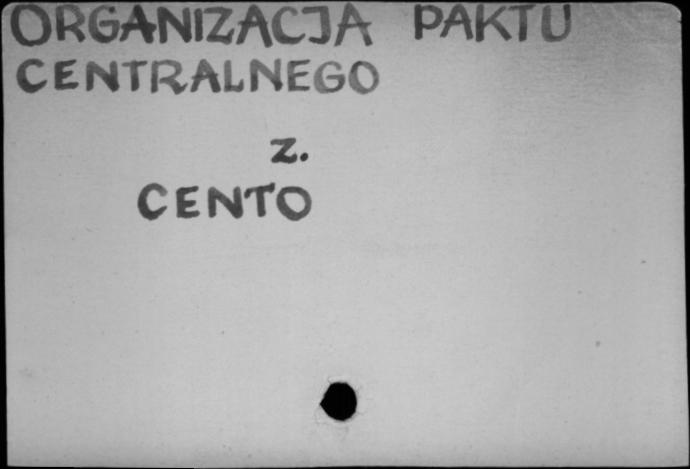 ORGANIZACJA PAKTU
CENTRALNEGO
z.
CENTO